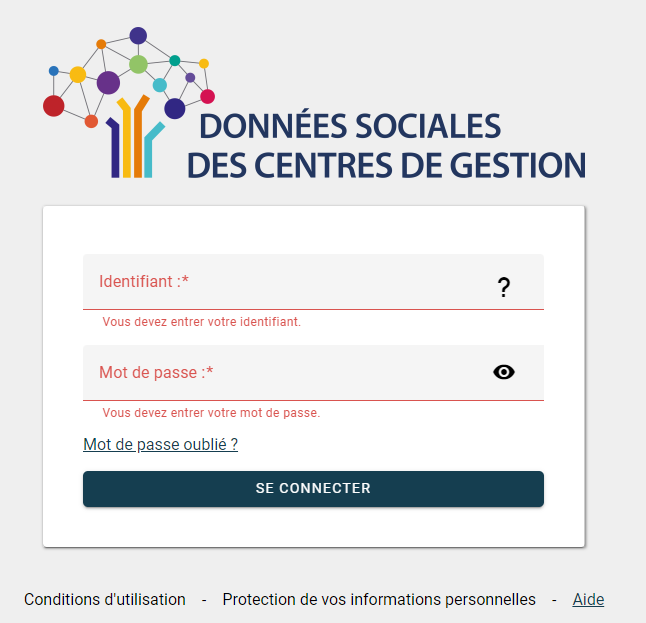 DONNÉES SOCIALES
DES CENTRES DE GESTION
Identifiant :*
?
Vous devez entrer votre identifiant.
Mot de passe :*
Vous devez entrer votre mot de passe.
Mot de passe oublié ?
SE CONNECTER
Conditions d'utilisation - Protection de vos informations personnelles - Aide